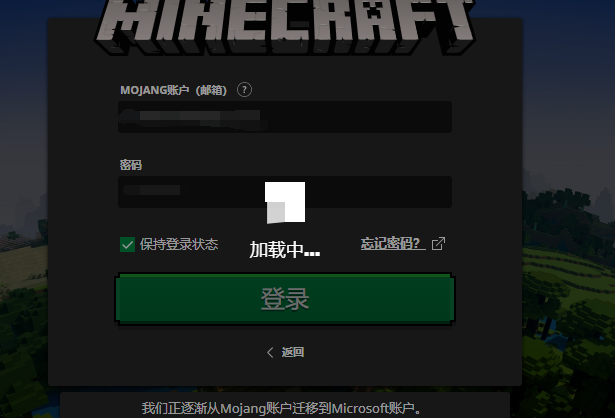 MINECRAFT
MOJANG账户（邮箱） ?
密码
保持登录状态 忘记密码?
加载中...
登录
返回
我们正逐渐从Mojang账户迁移到Microsoft账户。